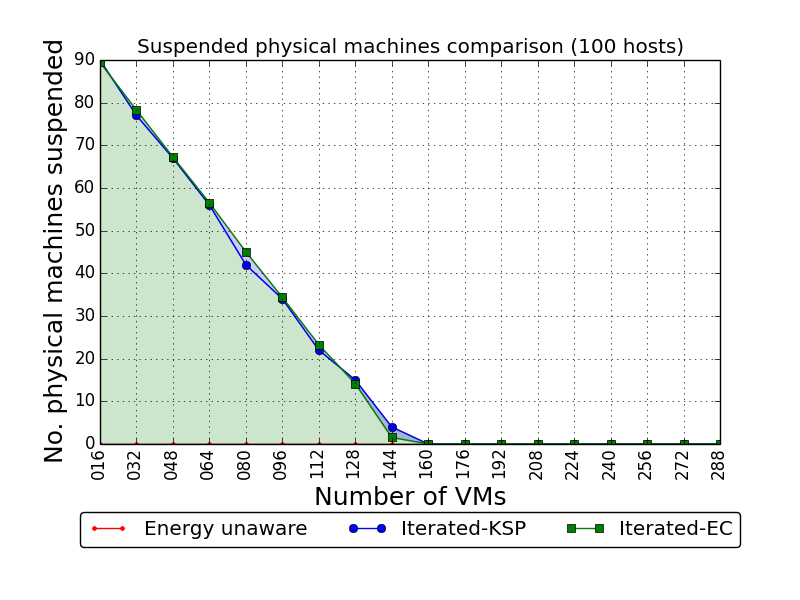 Suspended physical machines comparison (100 hosts)
No. physical machines suspended
90
80
70
60
50
40
30
20
10
0
016 032 048 064 080 096 112 128 144 160 176 192 208 224 240 256 272 288
Number of VMs
Energy unaware Iterated-KSP Iterated-EC